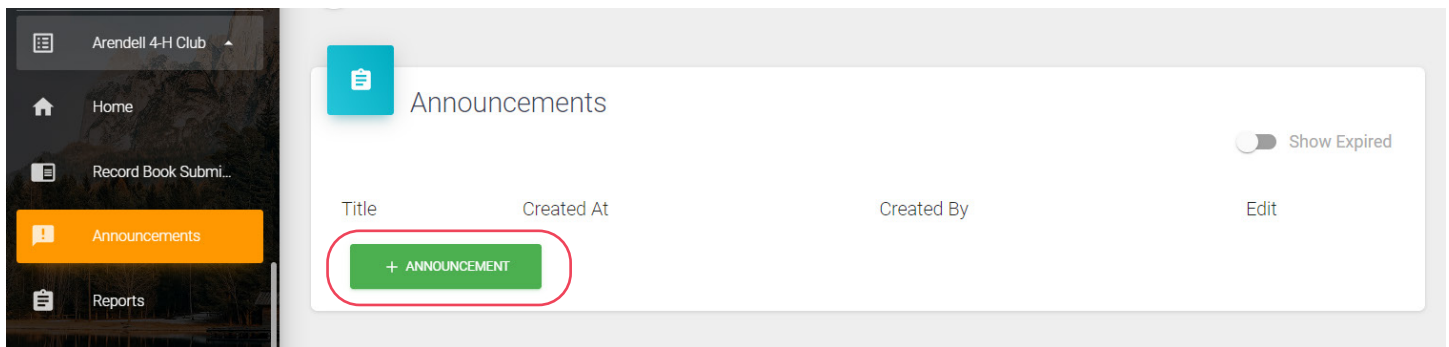 Arendell 4-H Club
Home
Record Book Submi...
Announcements
Reports
Announcements
Show Expired
Title Created At Created By Edit
+ ANNOUNCEMENT